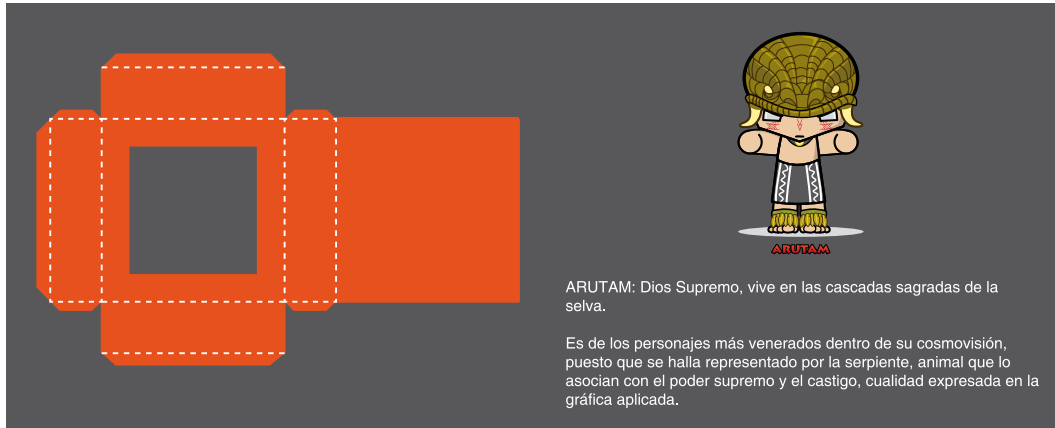 ARUTAM
ARUTAM: Dios Supremo, vive en las cascadas sagradas de la
selva.
Es de los personajes más venerados dentro de su cosmovisión,
puesto que se halla representado por la serpiente, animal que lo
asocian con el poder supremo y el castigo, cualidad expresada en la
gráfica aplicada.